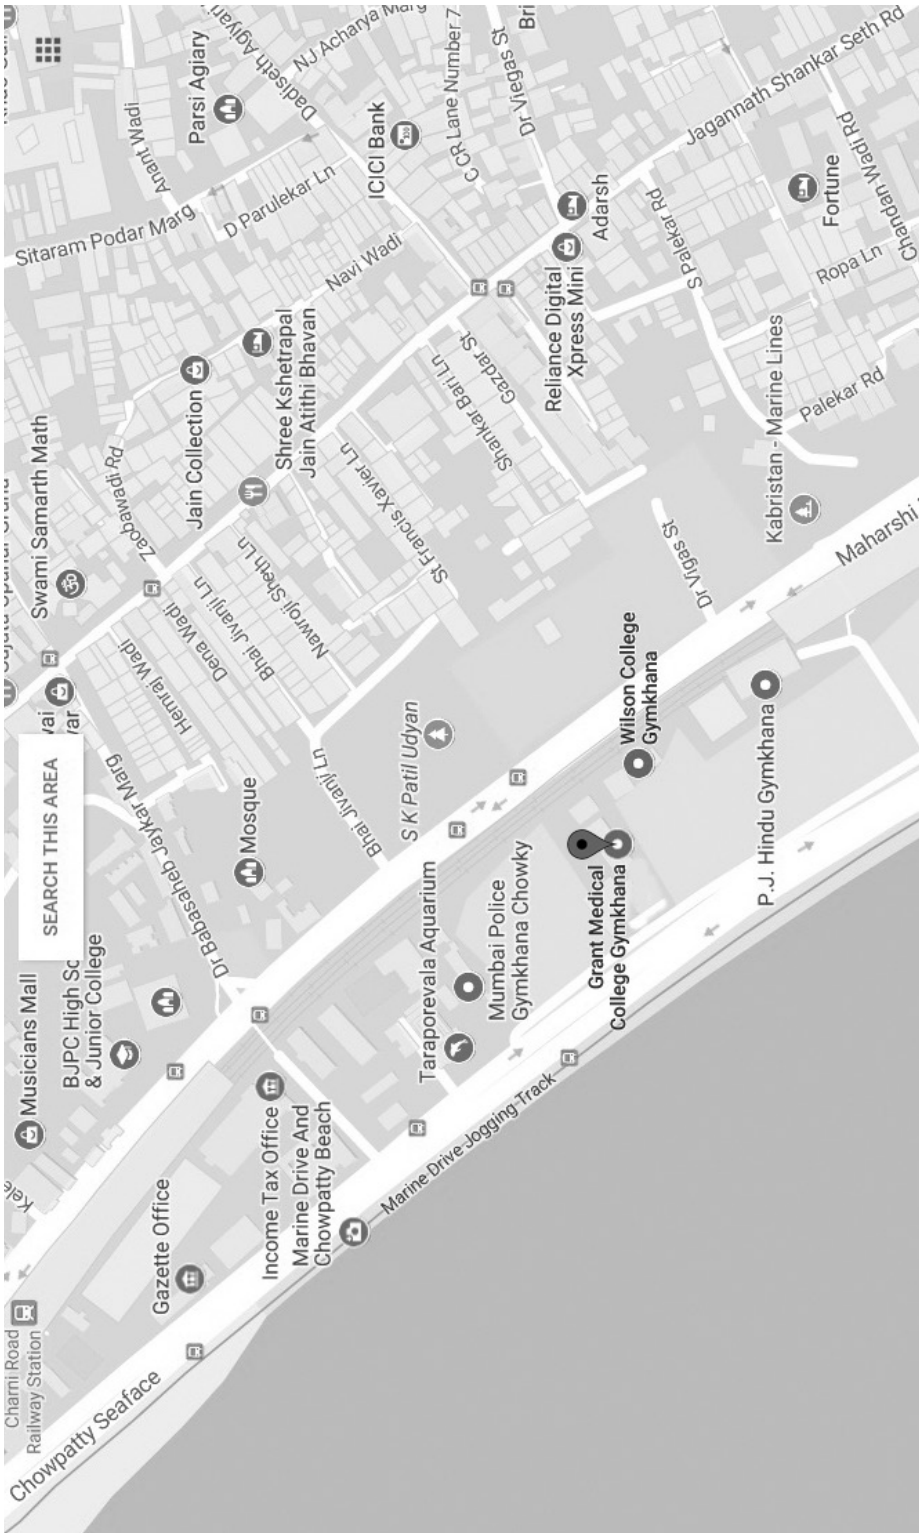 Charni Road
Railway Station
Chowpatty Seaface
Gazette Office
Musicians Mall
BJPC High Sc
& Junior College
SEARCH THIS AREA
Income Tax Office
Marine Drive And
Chowpatty Beach
Marine Drive Jogging Track
Taraporevala Aquarium
Mumbai Police
Gymkhana Chowky
Grant Medical
College Gymkhana
Wilson College
Gymkhana
P.J. Hindu Gymkhana
Mosque
Dr Babasaheb Jaykar Marg
S K Patil Udyan
Bhai Jivanji Ln
Hemraj Wadi
Dena Wadi
Bhai Jivanji Ln
Nawroji Sheth Ln
St Francis Xavier Ln
Swami Samarth Math
Zaobawadi Rd
Jain Collection
Shree Kshetrapal
Jain Atithi Bhavan
Shankar Bari Ln
Gazdar St
Reliance Digital
Xpress Mini
Adarsh
Navi Wadi
D Parulekar Ln
Sitaram Podar Marg
Anant Wadi
Parsi Agiary
Dadiseth Agiyari
N J Acharya Marg
ICICI Bank
C CR Lane Number 7
Dr Viegas St
Bri
Jagannath Shankar Seth Rd
S Palekar Rd
Fortune
Chandan Wadi Rd
Ropa Ln
Palekar Rd
Kabristan - Marine Lines
Dr Vigas St
Maharshi
Kele